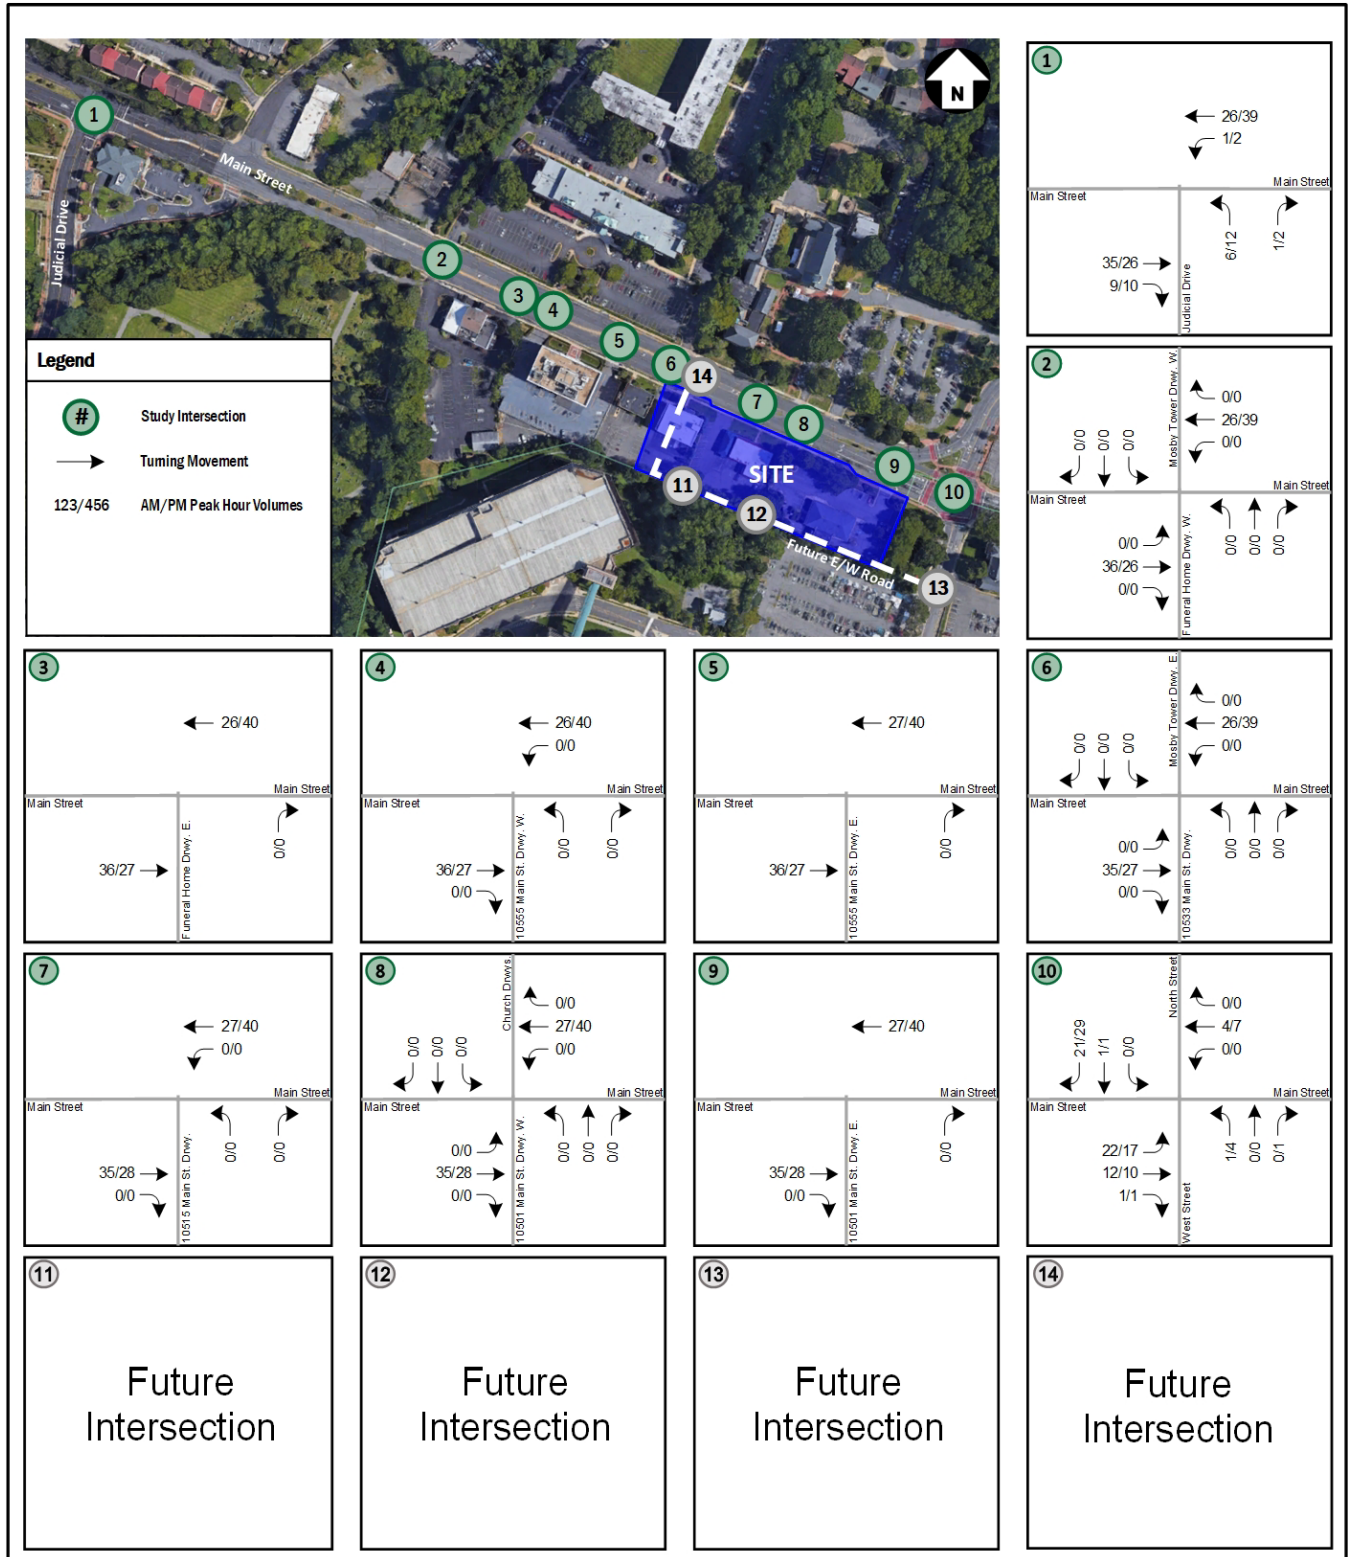 N
1
Main Street
Judicial Drive
2
3
4
5
6
14
7
8
9
10
SITE
11
12
13
Future E/W Road
Legend
# Study Intersection
Turning Movement
123/456 AM/PM Peak Hour Volumes
1
26/39
1/2
Main Street
Main Street
6/12
1/2
35/26
9/10
Judicial Drive
2
Mosby Tower Drwy. W.
0/0
26/39
0/0
0/0 0/0 0/0
Main Street
Main Street
0/0
36/26
0/0
Funeral Home Drwy. W.
0/0 0/0 0/0
3
26/40
Main Street
Main Street
36/27
Funeral Home Drwy. E.
0/0
4
26/40
0/0
Main Street
Main Street
36/27
0/0
10555 Main St. Drwy. W.
0/0 0/0
5
27/40
Main Street
Main Street
36/27
10555 Main St. Drwy. E.
0/0
6
Mosby Tower Drwy. E.
0/0
26/39
0/0
0/0 0/0 0/0
Main Street
Main Street
0/0
35/27
0/0
10533 Main St. Drwy.
0/0 0/0 0/0
7
27/40
0/0
Main Street
Main Street
35/28
0/0
10515 Main St. Drwy.
0/0 0/0
8
Church Drwys.
0/0
27/40
0/0
0/0 0/0 0/0
Main Street
Main Street
0/0
35/28
0/0
10501 Main St. Drwy. W.
0/0 0/0 0/0
9
27/40
Main Street
Main Street
35/28
0/0
10501 Main St. Drwy. E.
0/0
10
North Street
0/0
4/7
0/0
21/29 1/1 0/0
Main Street
Main Street
22/17
12/10
1/1
West Street
1/4 0/0 0/1
11
Future
Intersection
12
Future
Intersection
13
Future
Intersection
14
Future
Intersection